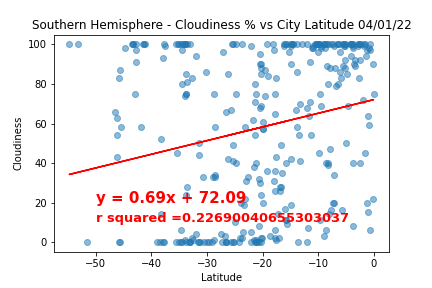 Southern Hemisphere - Cloudiness % vs City Latitude 04/01/22
100
80
60
40
20
0
Cloudiness
y = 0.69x + 72.09
r squared =0.22690040655303037
−50
−40
−30
−20
−10
0
Latitude